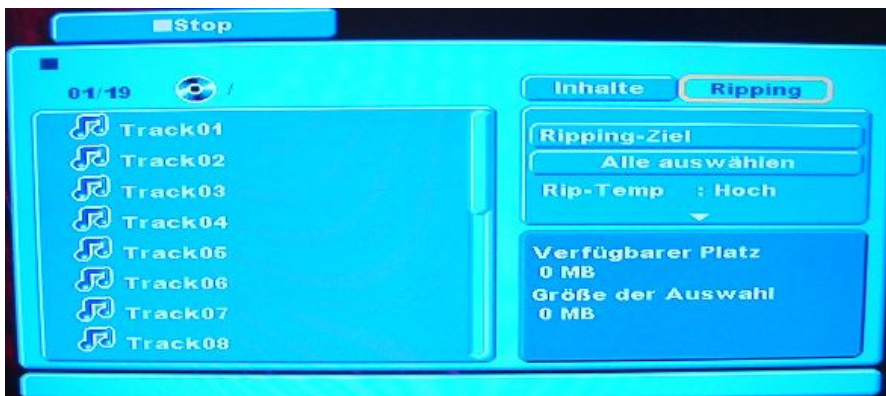 Stop
01/19 /
Inhalte Ripping
Track01
Track02
Track03
Track04
Track05
Track06
Track07
Track08
Ripping-Ziel
Alle auswählen
Rip-Temp : Hoch
Verfügbarer Platz
0 MB
Größe der Auswahl
0 MB